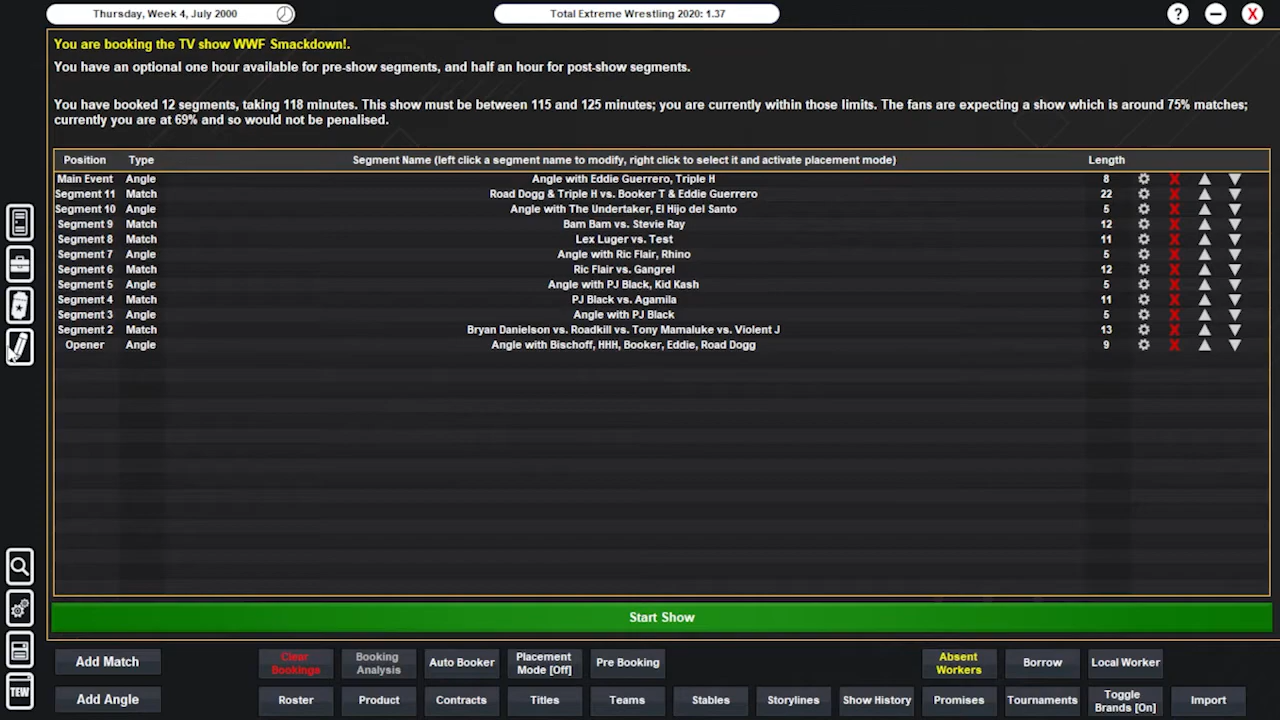 Thursday, Week 4, July 2000
Total Extreme Wrestling 2020: 1.37
?
X
You are booking the TV show WWF Smackdown!.
You have an optional one hour available for pre-show segments, and half an hour for post-show segments.
You have booked 12 segments, taking 118 minutes. This show must be between 115 and 125 minutes; you are currently within those limits. The fans are expecting a show which is around 75% matches;
currently you are at 69% and so would not be penalised.
Position Type Segment Name (left click a segment name to modify, right click to select it and activate placement mode) Length
Main Event Angle Angle with Eddie Guerrero, Triple H 8 X
Segment 11 Match Road Dogg & Triple H vs. Booker T & Eddie Guerrero 22 X
Segment 10 Angle Angle with The Undertaker, El Hijo del Santo 5 X
Segment 9 Match Bam Bam vs. Stevie Ray 12 X
Segment 8 Match Lex Luger vs. Test 11 X
Segment 7 Angle Angle with Ric Flair, Rhino 5 X
Segment 6 Match Ric Flair vs. Gangrel 12 X
Segment 5 Angle Angle with PJ Black, Kid Kash 5 X
Segment 4 Match PJ Black vs. Agamila 11 X
Segment 3 Angle Angle with PJ Black 5 X
Segment 2 Match Bryan Danielson vs. Roadkill vs. Tony Mamaluke vs. Violent J 13 X
Opener Angle Angle with Bischoff, HHH, Booker, Eddie, Road Dogg 9 X
Start Show
Add Match
Clear
Bookings
Booking
Analysis
Auto Booker
Placement
Mode [Off]
Pre Booking
Absent
Workers
Borrow
Local Worker
TEW
Add Angle
Roster
Product
Contracts
Titles
Teams
Stables
Storylines
Show History
Promises
Tournaments
Toggle
Brands [On]
Import